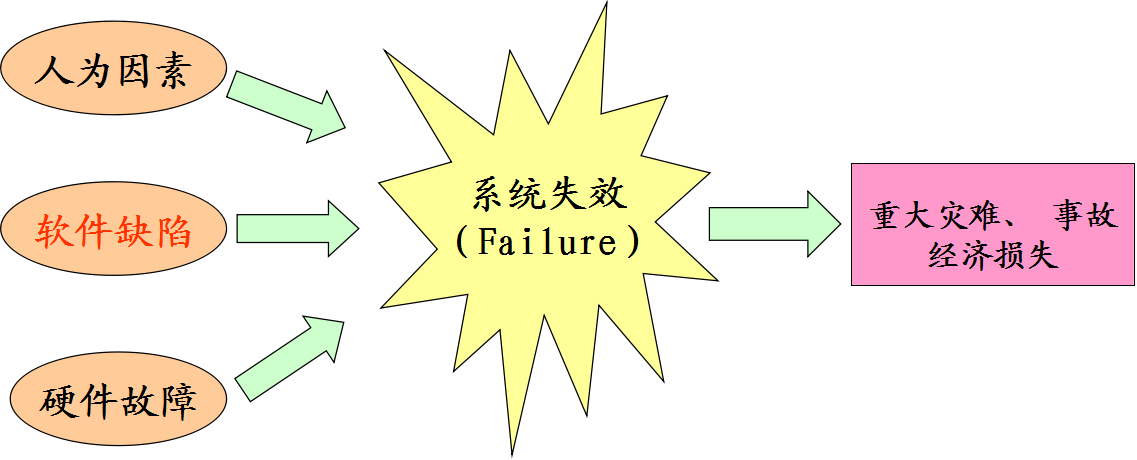 人为因素
软件缺陷
硬件故障
系统失效
（Failure）
重大灾难、 事故
经济损失